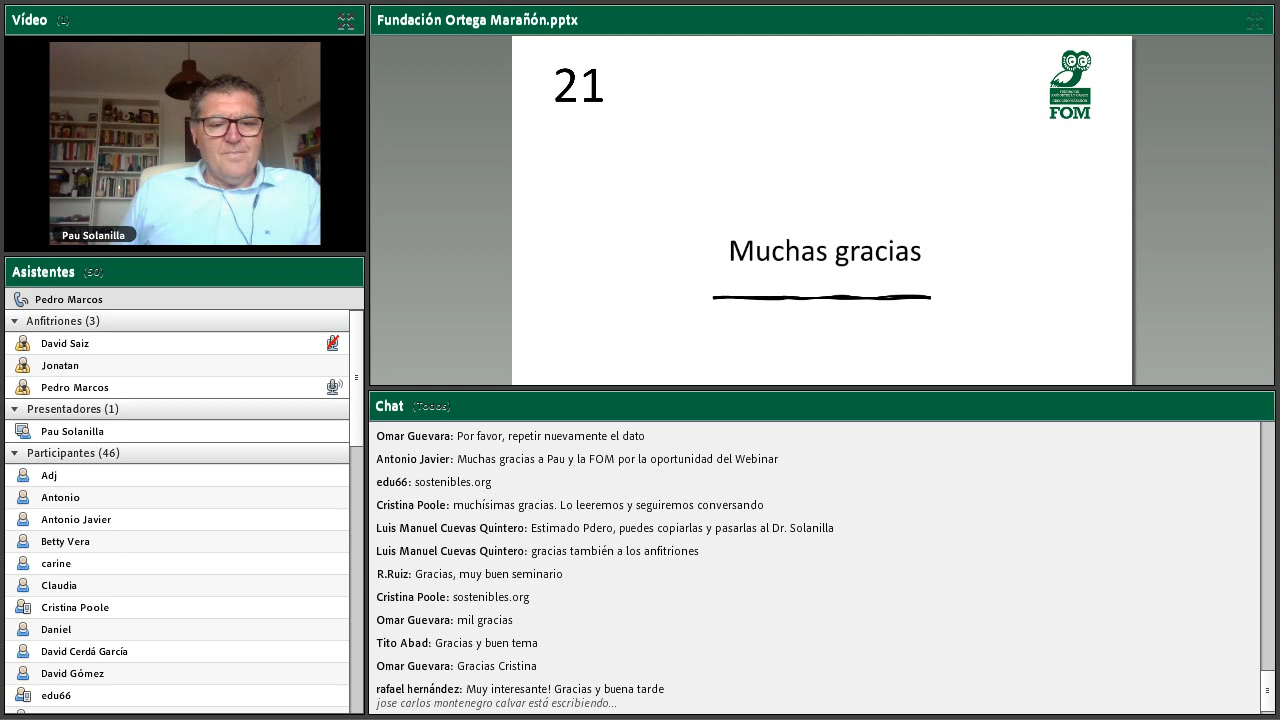 Vídeo (1)
Pau Solanilla
Asistentes (50)
Pedro Marcos
Anfitriones (3)
David Saiz
Jonatan
Pedro Marcos
Presentadores (1)
Pau Solanilla
Participantes (46)
Adj
Antonio
Antonio Javier
Betty Vera
carine
Claudia
Cristina Poole
Daniel
David Cerdá García
David Gómez
edu66
Fundación Ortega Marañón.pptx
21
FOM
Muchas gracias
Chat (Todos)
Omar Guevara: Por favor, repetir nuevamente el dato
Antonio Javier: Muchas gracias a Pau y la FOM por la oportunidad del Webinar
edu66: sostenibles.org
Cristina Poole: muchísimas gracias. Lo leeremos y seguiremos conversando
Luis Manuel Cuevas Quintero: Estimado Pdero, puedes copiarlas y pasarlas al Dr. Solanilla
Luis Manuel Cuevas Quintero: gracias también a los anfitriones
R.Ruiz: Gracias, muy buen seminario
Cristina Poole: sostenibles.org
Omar Guevara: mil gracias
Tito Abad: Gracias y buen tema
Omar Guevara: Gracias Cristina
rafael hernández: Muy interesante! Gracias y buena tarde
jose carlos montenegro calvar está escribiendo...